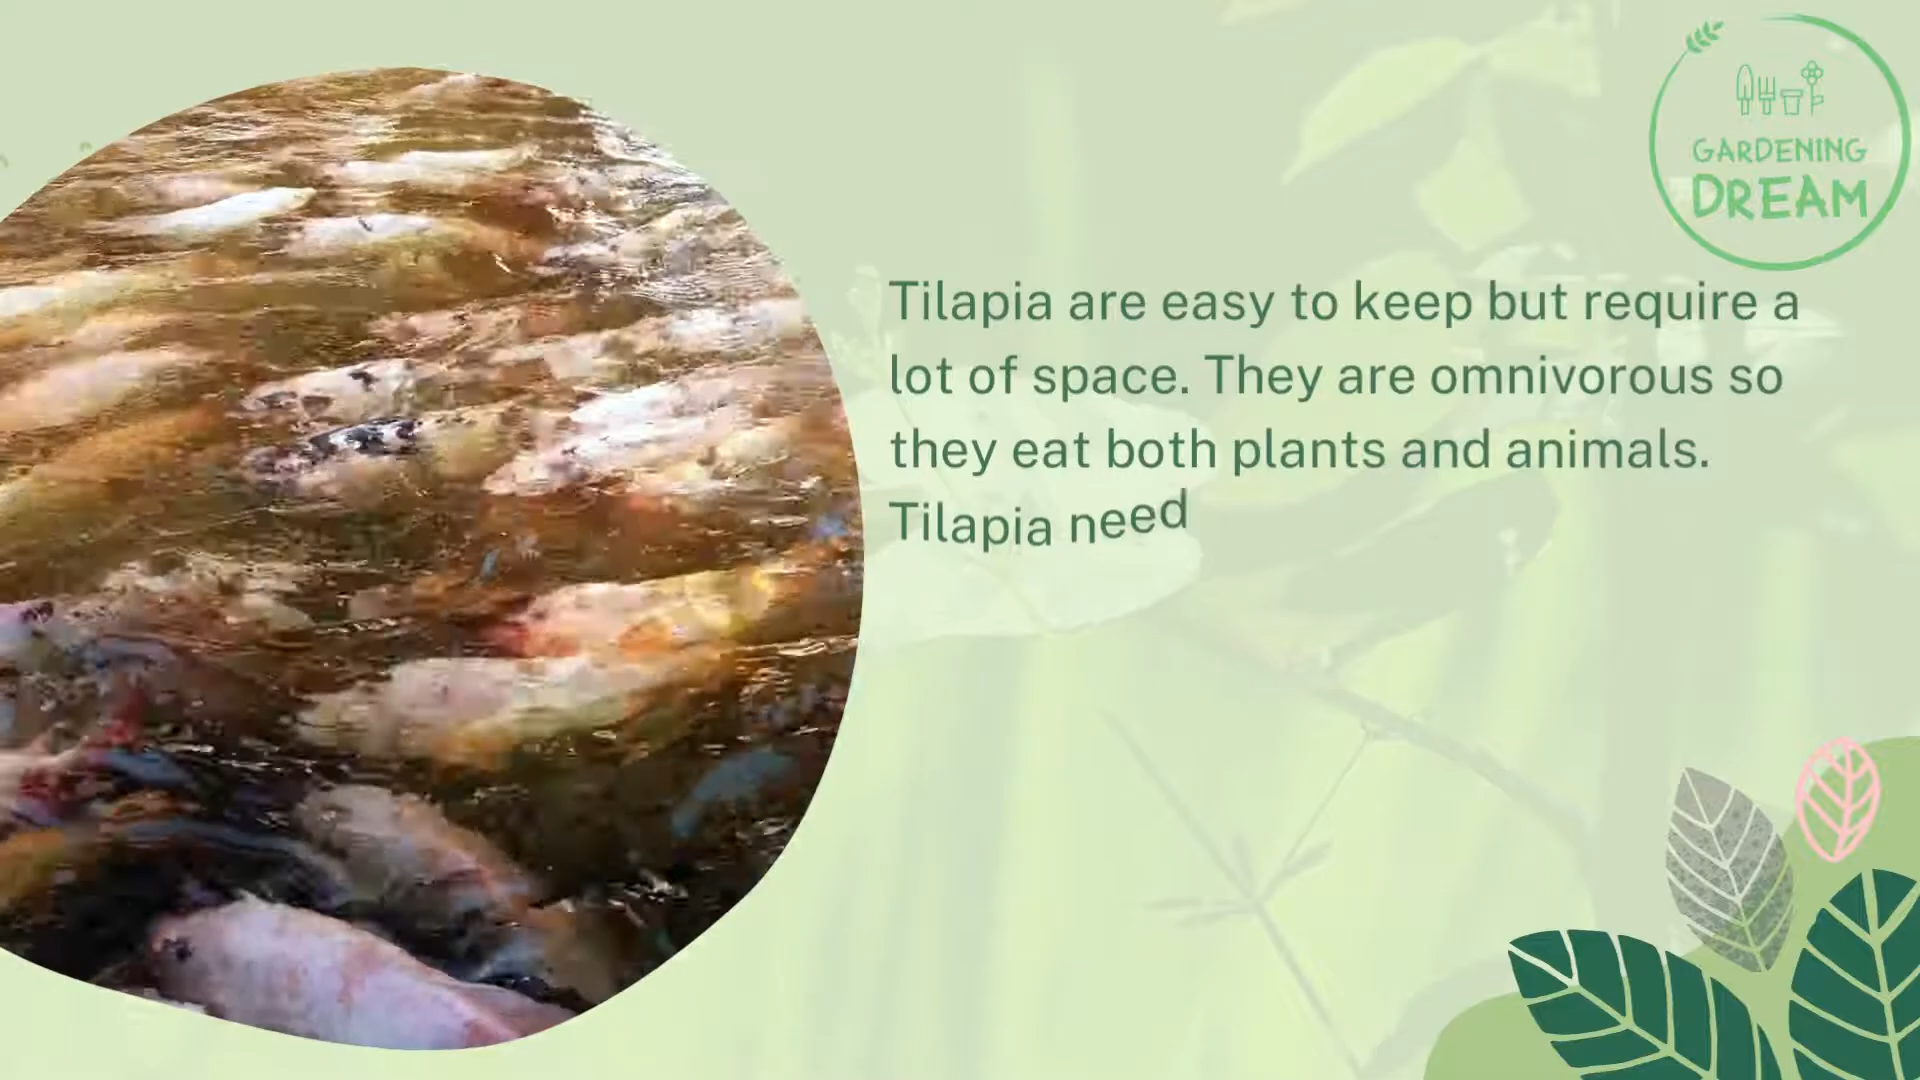 GARDENING
DREAM
Tilapia are easy to keep but require a
lot of space. They are omnivorous so
they eat both plants and animals.
Tilapia need